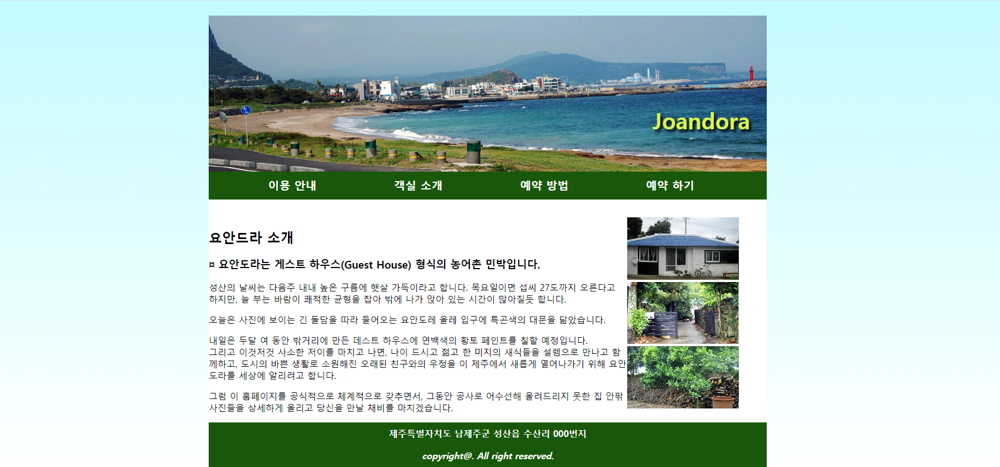 Joandora
이용 안내 객실 소개 예약 방법 예약 하기
요안드라 소개
¤ 요안도라는 게스트 하우스(Guest House) 형식의 농어촌 민박입니다.
성산의 날씨는 다음주 내내 높은 구름에 햇살 가득이라고 합니다. 목요일이면 섭씨 27도까지 오른다고
하지만, 늘 부는 바람이 쾌적한 균형을 잡아 밖에 나가 앉아 있는 시간이 많아질듯 합니다.
오늘은 사진에 보이는 긴 돌담을 따라 들어오는 요안도레 올레 입구에 특곤색의 대문을 닮았습니다.
내일은 두달 여 동안 밖거리에 만든 데스트 하우스에 연백색의 황토 페인트를 칠할 예정입니다.
그리고 이것저것 사소한 저이를 마치고 나면, 나이 드시고 젊고 한 미지의 새식들을 설렘으로 만나고 함
께하고, 도시의 바쁜 생활로 소원해진 오래된 친구와의 우정을 이 제주에서 새롭게 열어나가기 위해 요안
도라를 세상에 알리려고 합니다.
그럼 이 홈페이지를 공식적으로 체계적으로 갖추면서, 그동안 공사로 어수선해 올려드리지 못한 집 안팎
사진들을 상세하게 올리고 당신을 만날 채비를 마치겠습니다.
제주특별자치도 남제주군 성산읍 수산리 000번지
copyright@. All right reserved.